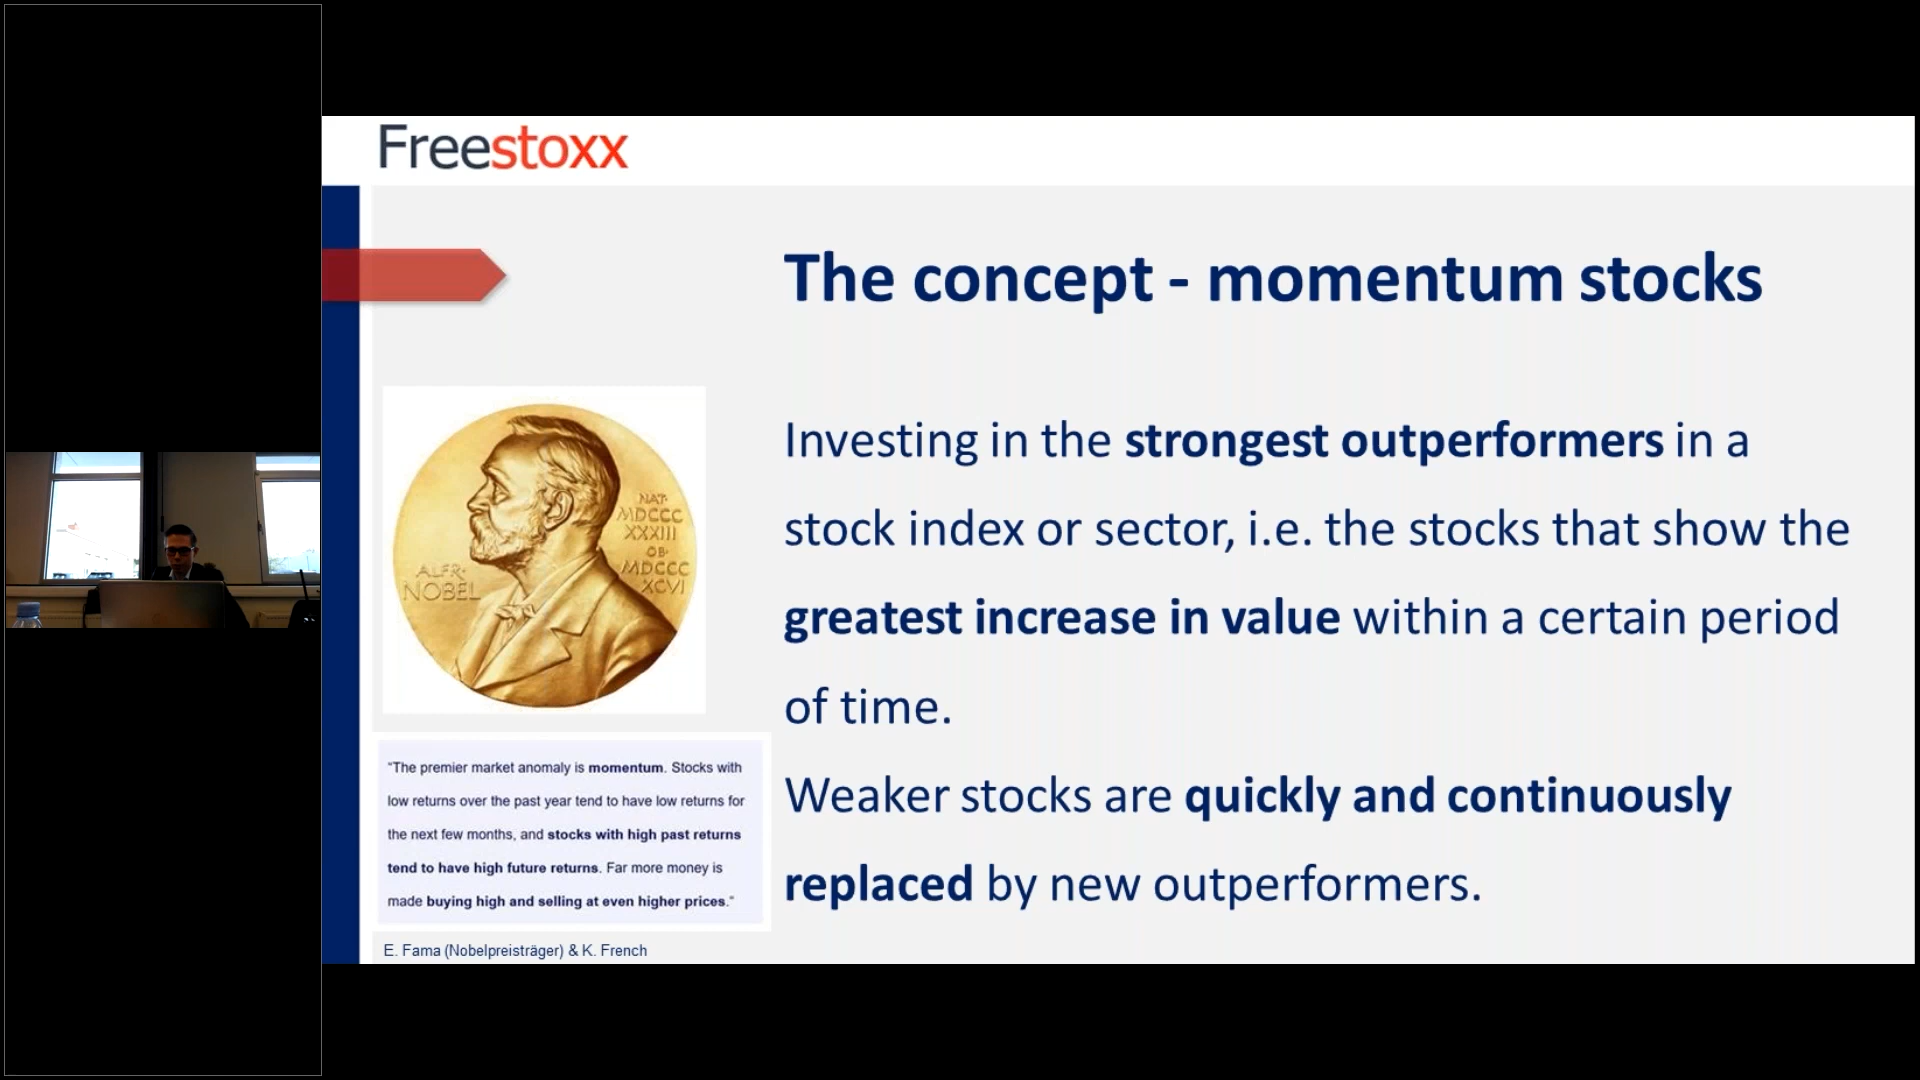 Freestoxx
The concept - momentum stocks
NAT·
MDCCC
XXXIII
OB·
MDCCC
XCVI
ALFR·
NOBEL
Investing in the strongest outperformers in a
stock index or sector, i.e. the stocks that show the
greatest increase in value within a certain period
of time.
Weaker stocks are quickly and continuously
replaced by new outperformers.
"The premier market anomaly is momentum. Stocks with
low returns over the past year tend to have low returns for
the next few months, and stocks with high past returns
tend to have high future returns. Far more money is
made buying high and selling at even higher prices."
E. Fama (Nobelpreisträger) & K. French